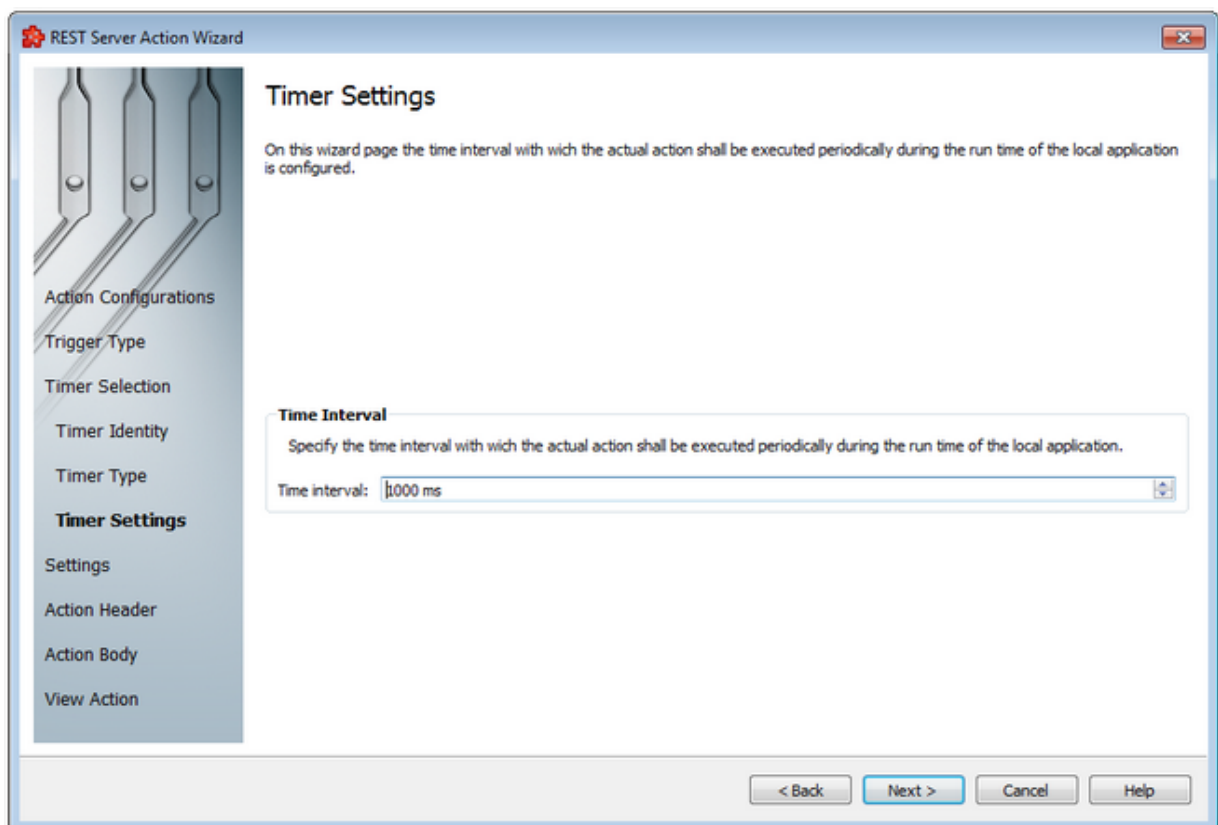 REST Server Action Wizard
Timer Settings
On this wizard page the time interval with wich the actual action shall be executed periodically during the run time of the local application
is configured.
Action Configurations
Trigger Type
Timer Selection
Timer Identity
Timer Type
Timer Settings
Settings
Action Header
Action Body
View Action
Time Interval
Specify the time interval with wich the actual action shall be executed periodically during the run time of the local application.
Time interval: 1000 ms
< Back Next > Cancel Help